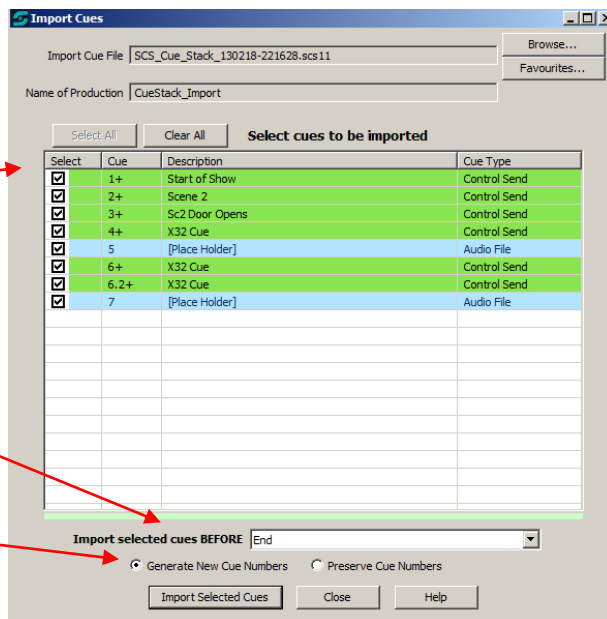 Import Cues
Browse...
Import Cue File SCS_Cue_Stack_130218-221628.scs11
Favourites...
Name of Production CueStack_Import
Select All Clear All Select cues to be imported
Select Cue Description Cue Type
1+ Start of Show Control Send
2+ Scene 2 Control Send
3+ Sc2 Door Opens Control Send
4+ X32 Cue Control Send
5 [Place Holder] Audio File
6+ X32 Cue Control Send
6.2+ X32 Cue Control Send
7 [Place Holder] Audio File
Import selected cues BEFORE End
Generate New Cue Numbers Preserve Cue Numbers
Import Selected Cues Close Help